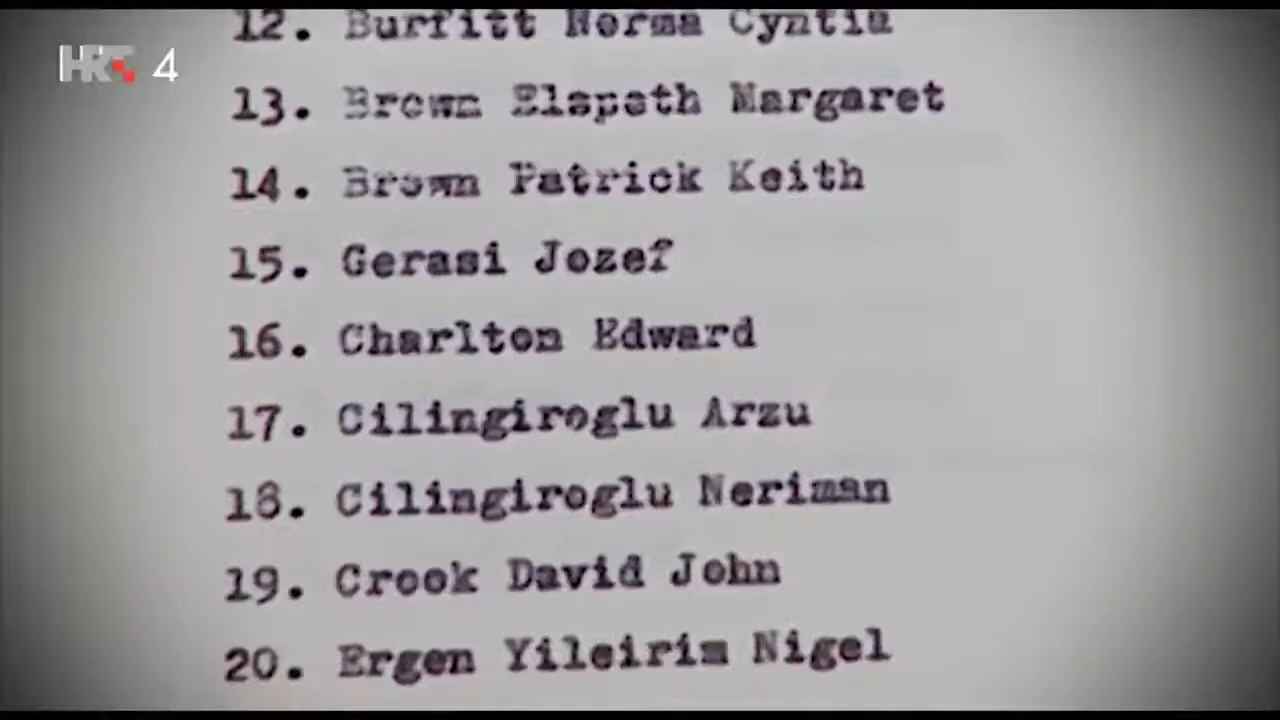 HRT 4
12. Burfitt Norma Cyntia
13. Brown Elspeth Margaret
14. Brown Patrick Keith
15. Gerasi Jozef
16. Charlton Edward
17. Cilingiroglu Arzu
18. Cilingiroglu Neriman
19. Crook David John
20. Ergen Yileirim Nigel